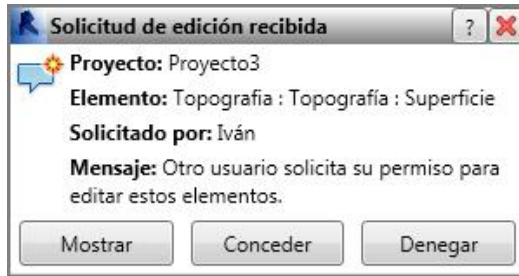 Solicitud de edición recibida ?
Proyecto: Proyecto3
Elemento: Topografia : Topografía : Superficie
Solicitado por: Iván
Mensaje: Otro usuario solicita su permiso para
editar estos elementos.
Mostrar Conceder Denegar